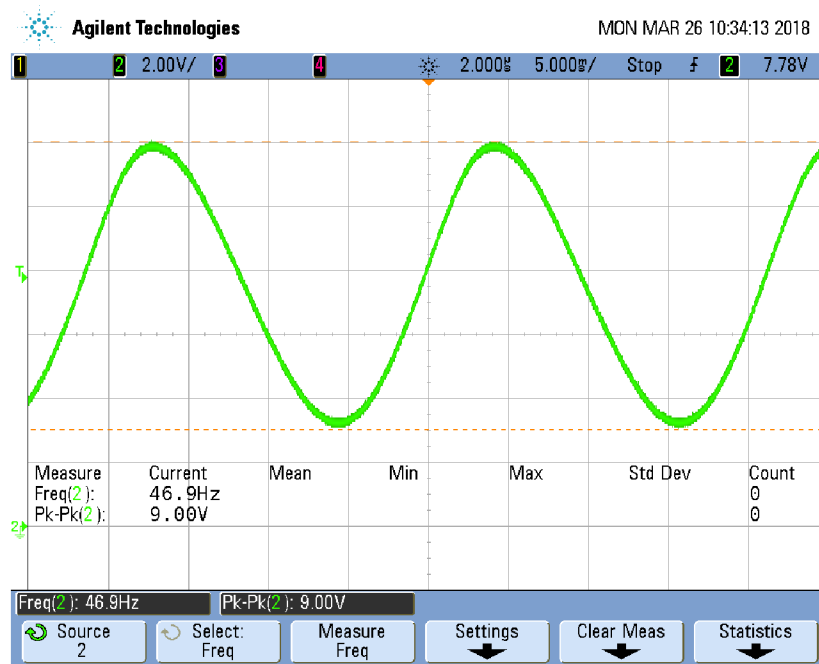 Agilent Technologies MON MAR 26 10:34:13 2018
1 2 2.00V/ 3 4 2.000s 5.000s/ Stop 2 7.78V
T
Measure Current Mean Min Max Std Dev Count
Freq(2): 46.9Hz 0
Pk-Pk(2): 9.00V 0
2
Freq(2): 46.9Hz Pk-Pk(2): 9.00V
Source Select: Measure Settings Clear Meas Statistics
2 Freq Freq